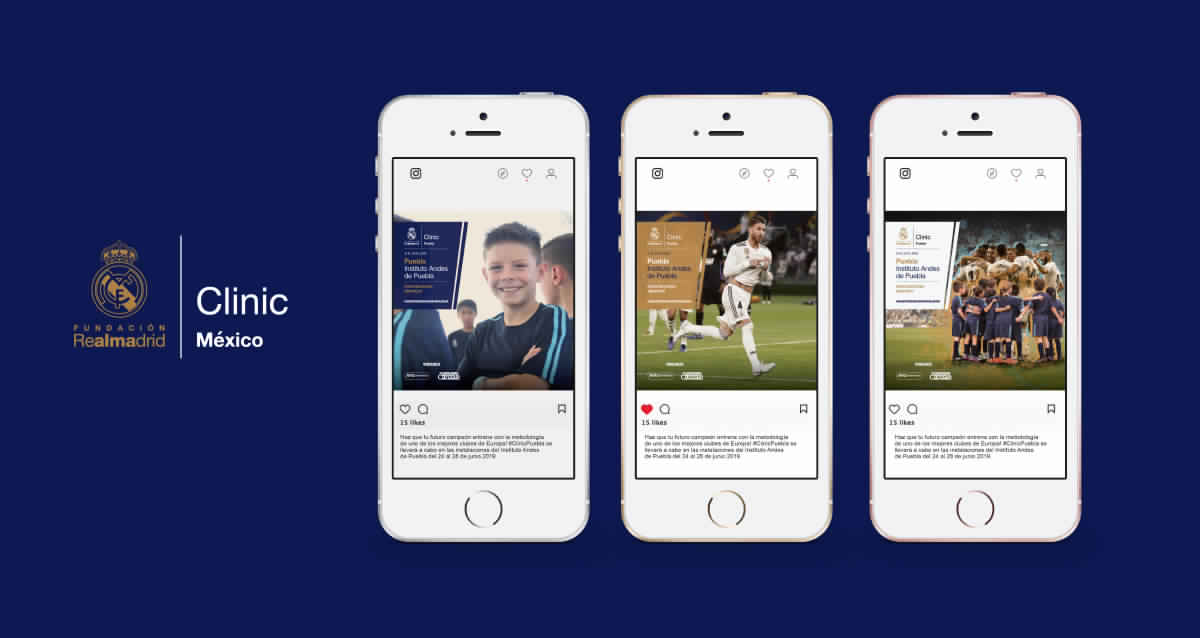 FUNDACIÓN
Realmadrid
Clinic
México
Clinic
Puebla
Puebla
Instituto Andes
de Puebla
15 likes
Haz que tu futuro campeón entrene con la metodología
de uno de los mejores clubes de Europa! #ClinicPuebla se
llevará a cabo en las instalaciones del Instituto Andes
de Puebla del 24 al 28 de junio 2019
Clinic
Puebla
Puebla
Instituto Andes
de Puebla
4
15 likes
Haz que tu futuro campeón entrene con la metodología
de uno de los mejores clubes de Europa! #ClinicPuebla se
llevará a cabo en las instalaciones del Instituto Andes
de Puebla del 24 al 28 de junio 2019
Clinic
Puebla
Puebla
Instituto Andes
de Puebla
15 likes
Haz que tu futuro campeón entrene con la metodología
de uno de los mejores clubes de Europa! #ClinicPuebla se
llevará a cabo en las instalaciones del Instituto Andes
de Puebla del 24 al 28 de junio 2019